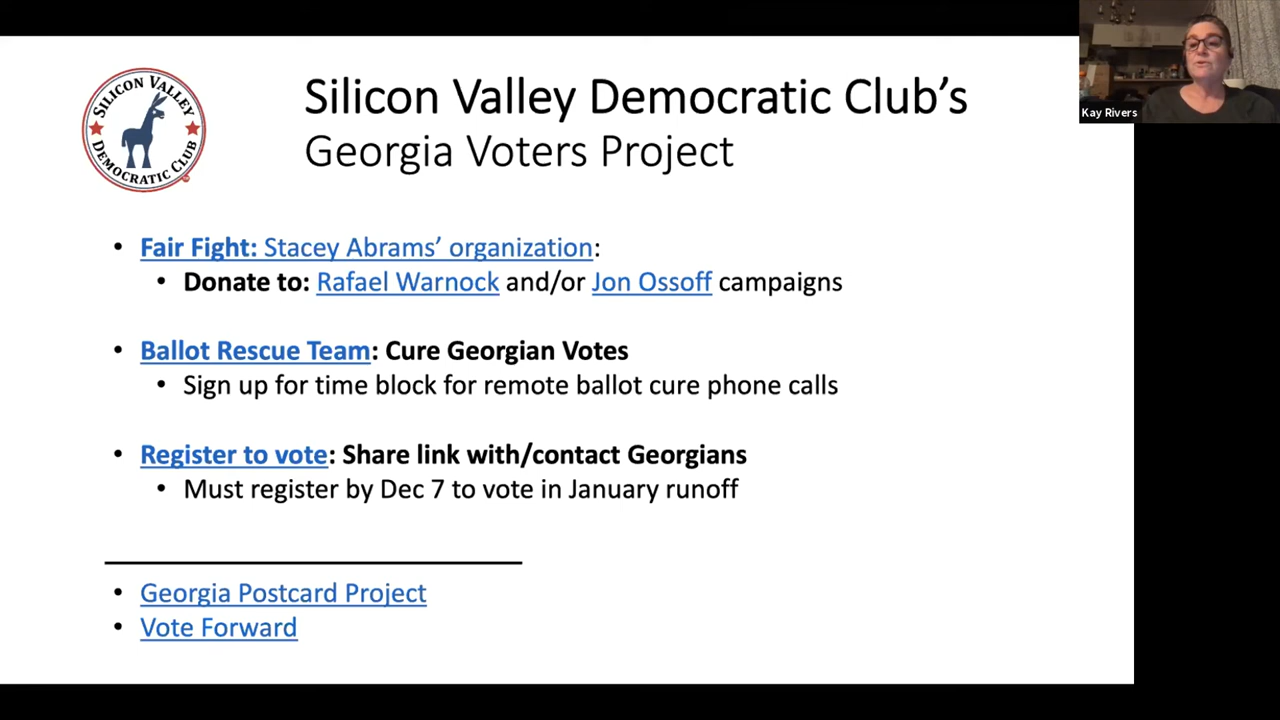 SILICON VALLEY
DEMOCRATIC CLUB
Silicon Valley Democratic Club's
Georgia Voters Project
Kay Rivers
• Fair Fight: Stacey Abrams' organization:
• Donate to: Rafael Warnock and/or Jon Ossoff campaigns
• Ballot Rescue Team: Cure Georgian Votes
• Sign up for time block for remote ballot cure phone calls
• Register to vote: Share link with/contact Georgians
• Must register by Dec 7 to vote in January runoff
• Georgia Postcard Project
• Vote Forward